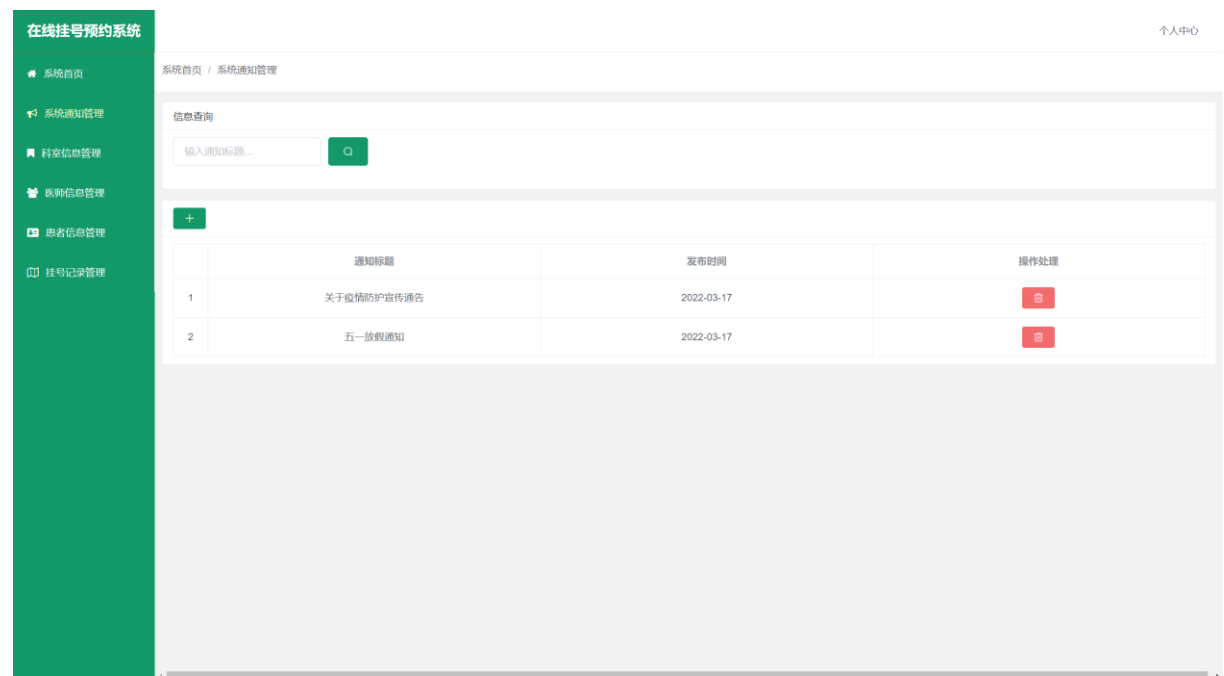 在线挂号预约系统
个人中心
系统首页
系统通知管理
科室信息管理
医师信息管理
患者信息管理
挂号记录管理
系统首页 / 系统通知管理
信息查询
输入通知标题...
通知标题 发布时间 操作处理
1 关于疫情防护宣传通告 2022-03-17
2 五一放假通知 2022-03-17